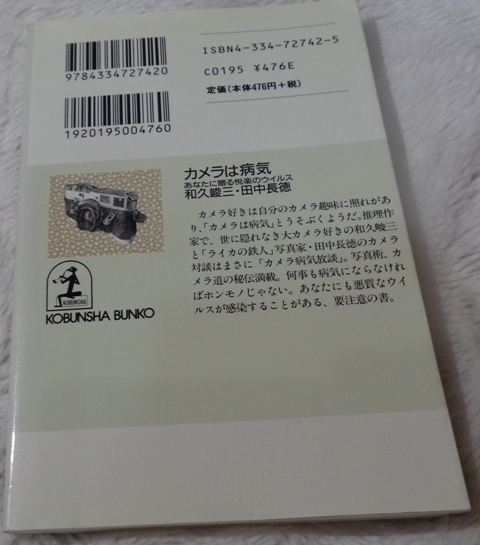 ISBN4-334-72742-5
C0195 ¥476E
定価(本体476円+税)
9784334727420
1920195004760
カメラは病気
あなたに贈る悦楽のウイルス
和久峻三・田中長徳
カメラ好きは自分のカメラ趣味に照れがあ
り、「カメラは病気」とうそぶくようだ。推理作
家で、世に隠れなき大カメラ好きの和久峻三
と「ライカの鉄人」写真家・田中長徳のカメラ
対談はまさに「カメラ病気放談」。写真術、カ
メラ道の秘伝満載。何事も病気にならなけれ
ばホンモノじゃない。あなたにも悪質なウイ
ルスが感染することがある、要注意の書。
KOBUNSHA
KOBUNSHA BUNKO